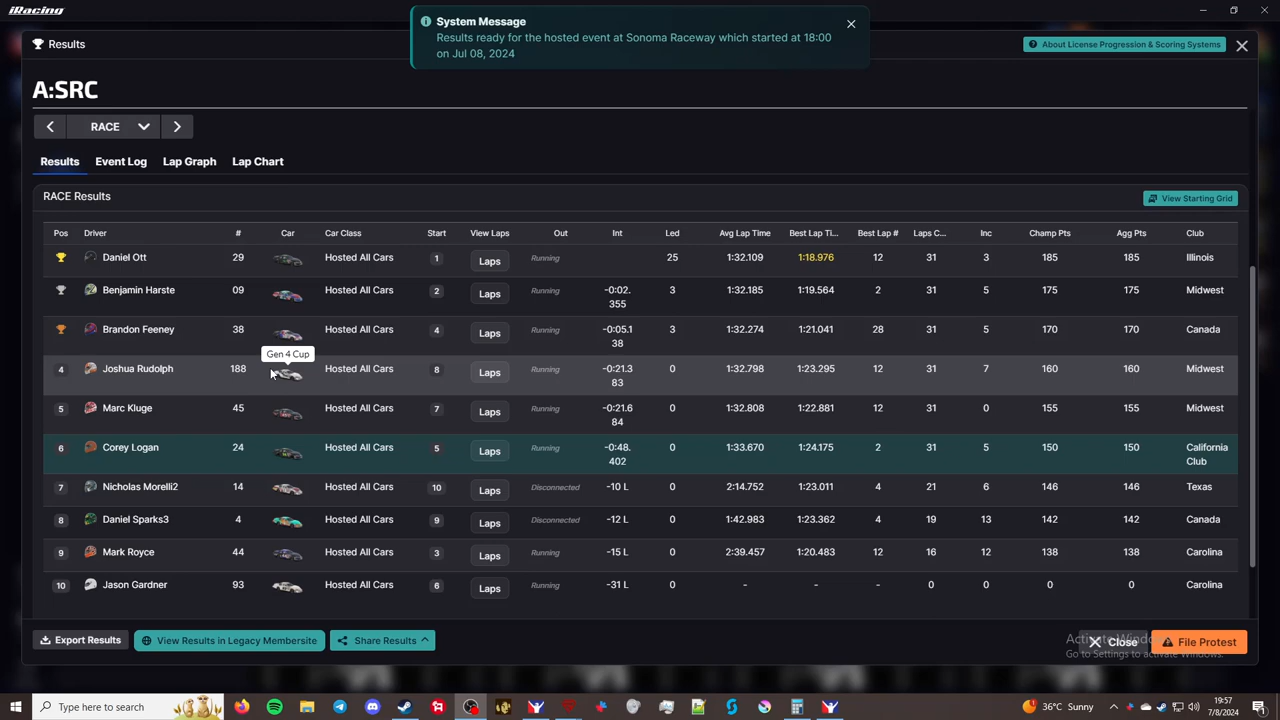 iRacing
System Message
Results ready for the hosted event at Sonoma Raceway which started at 18:00
on Jul 08, 2024
Results
About License Progression & Scoring Systems
A:SRC
RACE
Results Event Log Lap Graph Lap Chart
RACE Results
View Starting Grid
Pos Driver # Car Car Class Start View Laps Out Int Led Avg Lap Time Best Lap Ti... Best Lap # Laps C... Inc Champ Pts Agg Pts Club
Daniel Ott 29 Hosted All Cars 1 Laps Running 25 1:32.109 1:18.976 12 31 3 185 185 Illinois
Benjamin Harste 09 Hosted All Cars 2 Laps Running -0:02. 3 1:32.185 1:19.564 2 31 5 175 175 Midwest
355
Brandon Feeney 38 Hosted All Cars 4 Laps Running -0:05.1 3 1:32.274 1:21.041 28 31 5 170 170 Canada
38
Gen 4 Cup
4 Joshua Rudolph 188 Hosted All Cars 8 Laps Running -0:21.3 0 1:32.798 1:23.295 12 31 7 160 160 Midwest
83
5 Marc Kluge 45 Hosted All Cars 7 Laps Running -0:21.6 0 1:32.808 1:22.881 12 31 0 155 155 Midwest
84
6 Corey Logan 24 Hosted All Cars 5 Laps Running -0:48. 0 1:33.670 1:24.175 2 31 5 150 150 California
402 Club
7 Nicholas Morelli2 14 Hosted All Cars 10 Laps Disconnected -10 L 0 2:14.752 1:23.011 4 21 6 146 146 Texas
8 Daniel Sparks3 4 Hosted All Cars 9 Laps Disconnected -12 L 0 1:42.983 1:23.362 4 19 13 142 142 Canada
9 Mark Royce 44 Hosted All Cars 3 Laps Running -15 L 0 2:39.457 1:20.483 12 16 12 138 138 Carolina
10 Jason Gardner 93 Hosted All Cars 6 Laps Running -31 L 0 - - - 0 0 0 0 Carolina
Export Results View Results in Legacy Membersite Share Results Close File Protest
Go to Settings to activate Windows.
Type here to search 36°C Sunny 19:57
7/8/2024